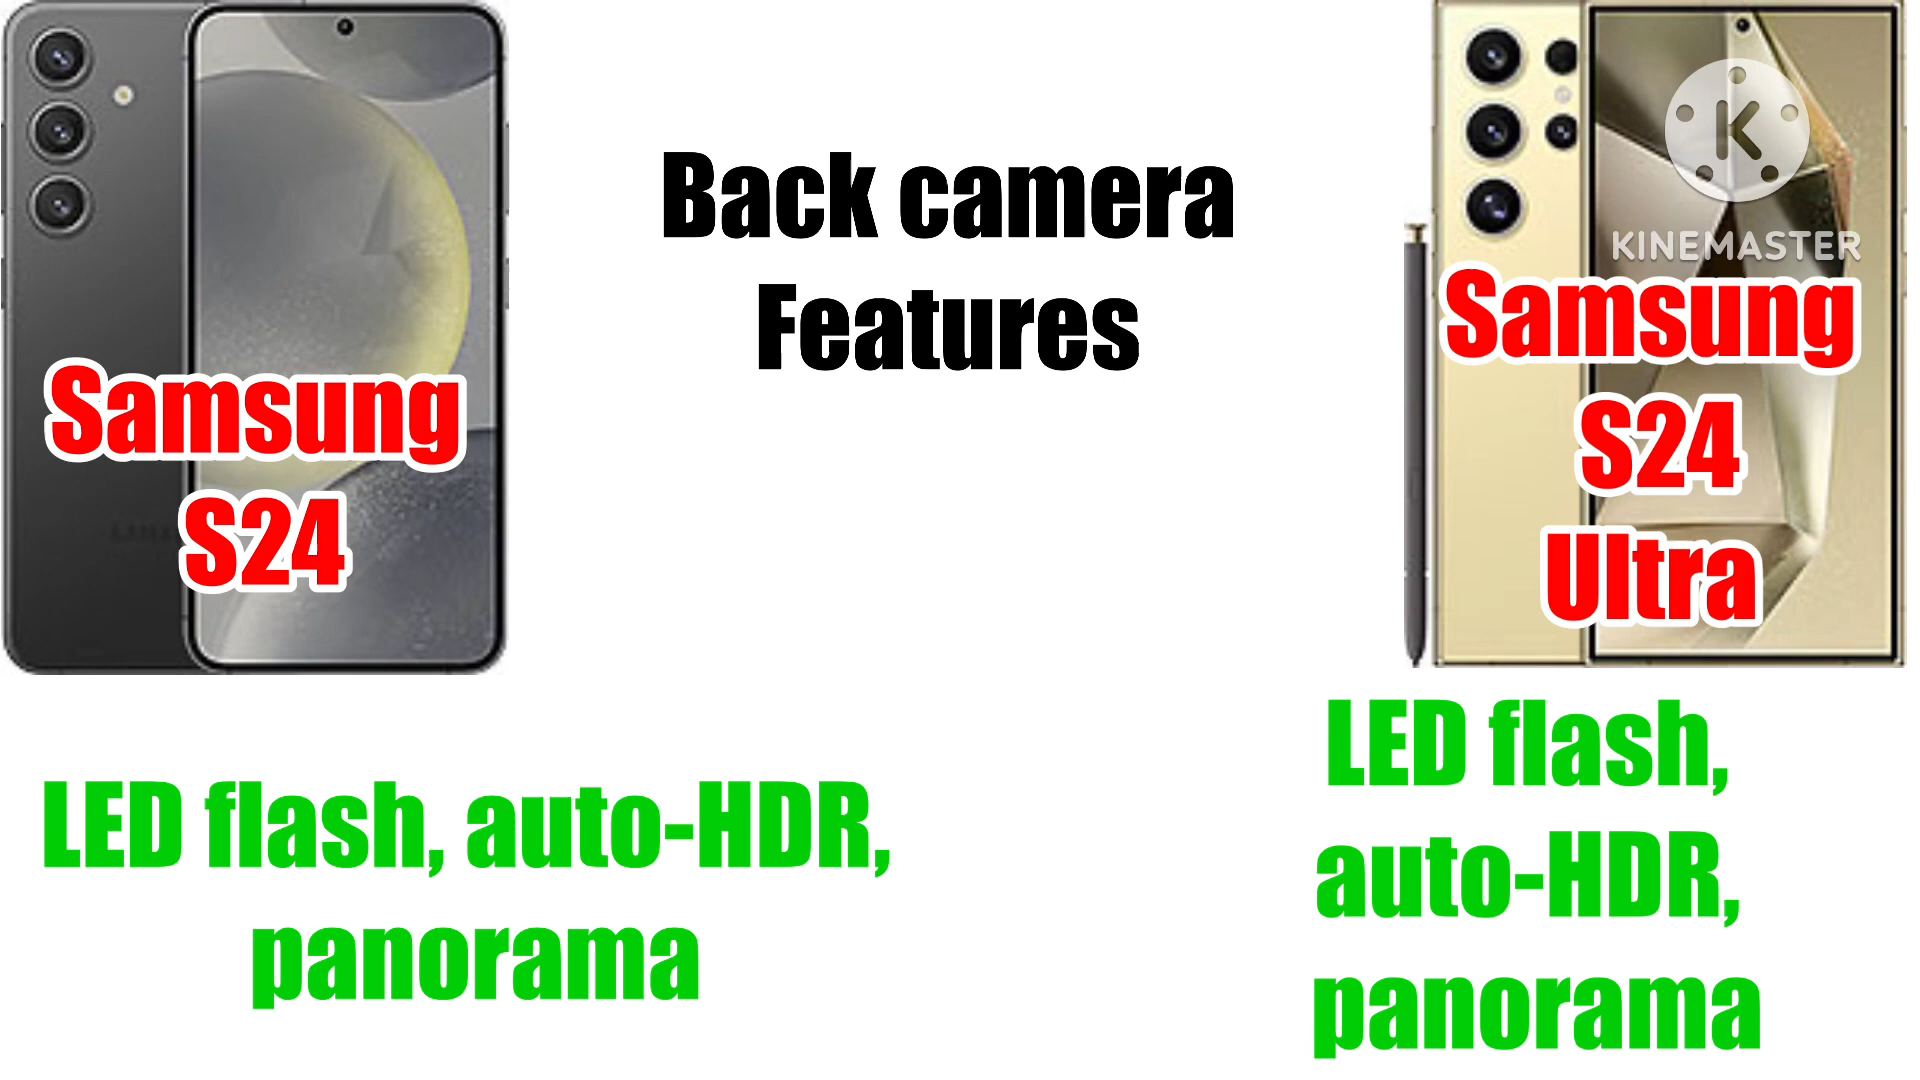 Back camera
Features
Samsung
S24
KINEMASTER
Samsung
S24
Ultra
LED flash, auto-HDR,
panorama
LED flash,
auto-HDR,
panorama